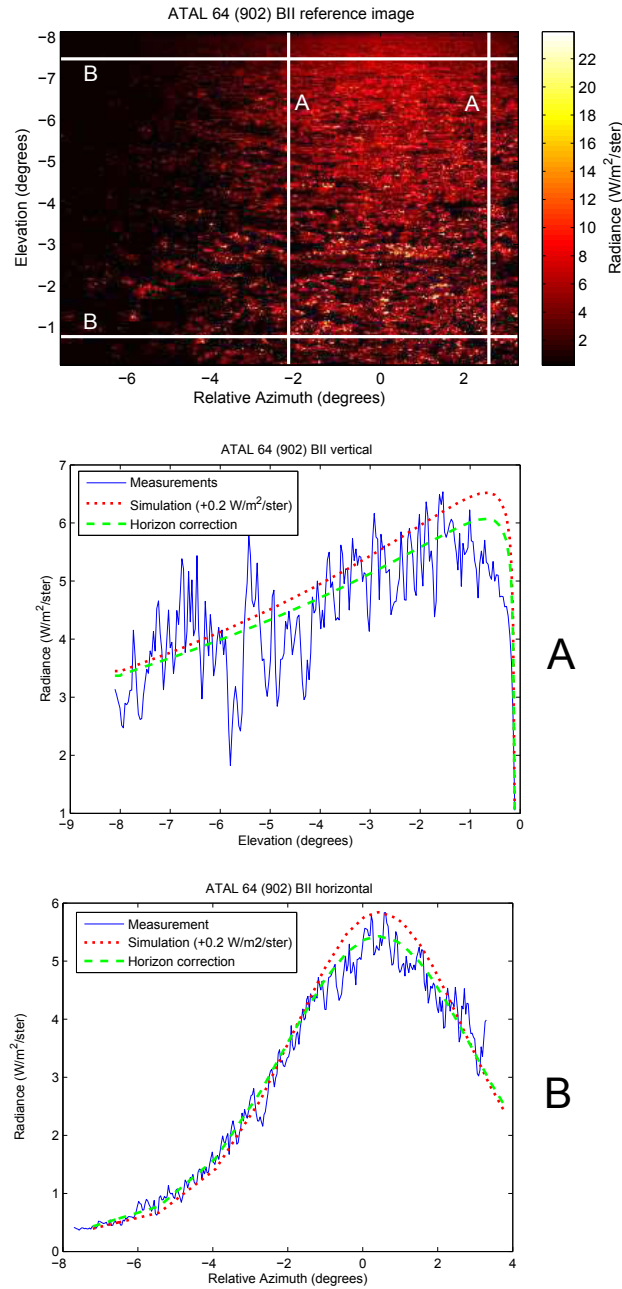 ATAL 64 (902) BII reference image
−8
−7
−6
−5
−4
−3
−2
−1
Elevation (degrees)
B
A
A
B
−6
−4
−2
0
2
Relative Azimuth (degrees)
22
20
18
16
14
12
10
8
6
4
2
Radiance (W/m²/ster)
ATAL 64 (902) BII vertical
Measurements
Simulation (+0.2 W/m²/ster)
Horizon correction
7
6
5
4
3
2
1
Radiance (W/m²/ster)
−9
−8
−7
−6
−5
−4
−3
−2
−1
0
Elevation (degrees)
A
ATAL 64 (902) BII horizontal
Measurement
Simulation (+0.2 W/m2/ster)
Horizon correction
6
5
4
3
2
1
0
Radiance (W/m²/ster)
−8
−6
−4
−2
0
2
4
Relative Azimuth (degrees)
B